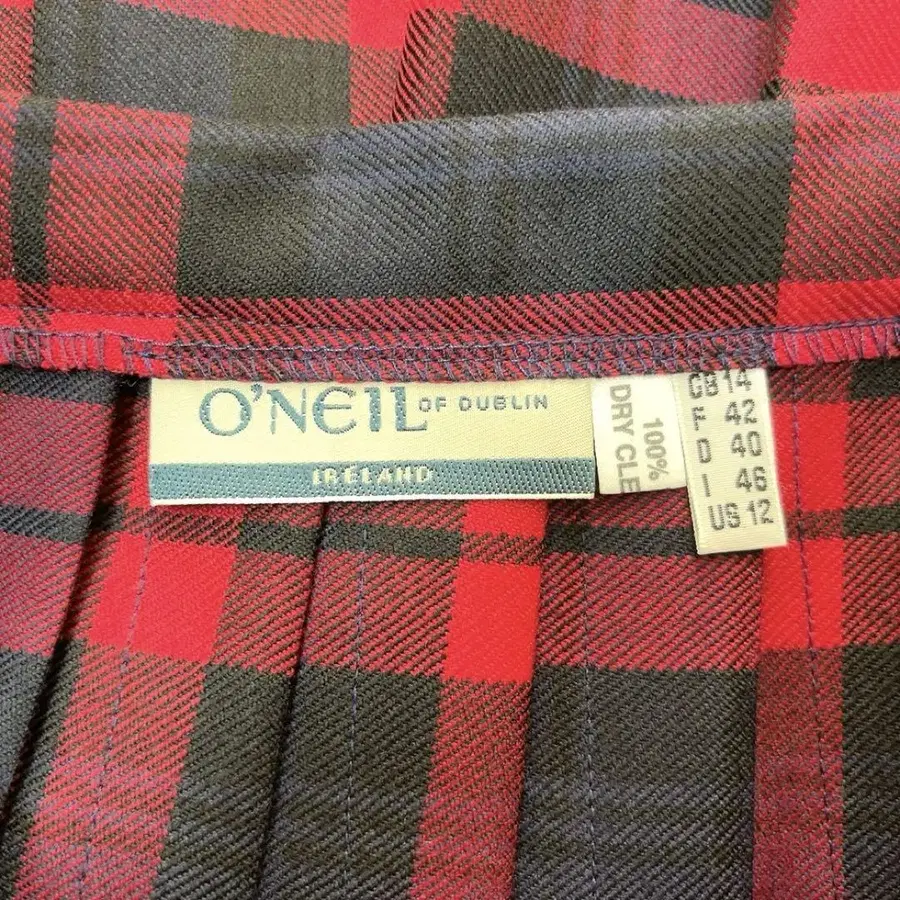 O'NEIL OF DUBLIN
IRELAND
100%
DRY CLE
GB 14
F 42
D 40
I 46
US 12